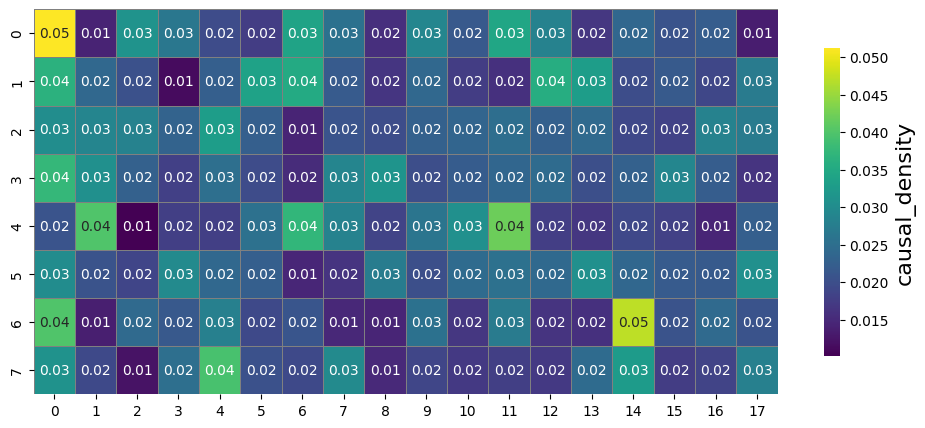 0 0.05 0.01 0.03 0.03 0.02 0.02 0.03 0.03 0.02 0.03 0.02 0.03 0.03 0.02 0.02 0.02 0.02 0.01
1 0.04 0.02 0.02 0.01 0.02 0.03 0.04 0.02 0.02 0.02 0.02 0.02 0.04 0.03 0.02 0.02 0.02 0.03
2 0.03 0.03 0.03 0.02 0.03 0.02 0.01 0.02 0.02 0.02 0.02 0.02 0.02 0.02 0.02 0.02 0.03 0.03
3 0.04 0.03 0.02 0.02 0.03 0.02 0.02 0.03 0.03 0.02 0.02 0.02 0.02 0.02 0.02 0.03 0.02 0.02
4 0.02 0.04 0.01 0.02 0.02 0.03 0.04 0.03 0.02 0.03 0.03 0.04 0.02 0.02 0.02 0.02 0.01 0.02
5 0.03 0.02 0.02 0.03 0.02 0.02 0.01 0.02 0.03 0.02 0.02 0.02 0.02 0.03 0.02 0.02 0.02 0.03
6 0.04 0.01 0.02 0.02 0.03 0.02 0.02 0.01 0.01 0.03 0.02 0.03 0.02 0.02 0.05 0.02 0.02 0.02
7 0.03 0.02 0.01 0.02 0.04 0.02 0.02 0.03 0.01 0.02 0.02 0.02 0.02 0.02 0.03 0.02 0.02 0.03
0 1 2 3 4 5 6 7 8 9 10 11 12 13 14 15 16 17
0.050
0.045
0.040
0.035
0.030
0.025
0.020
0.015
causal_density